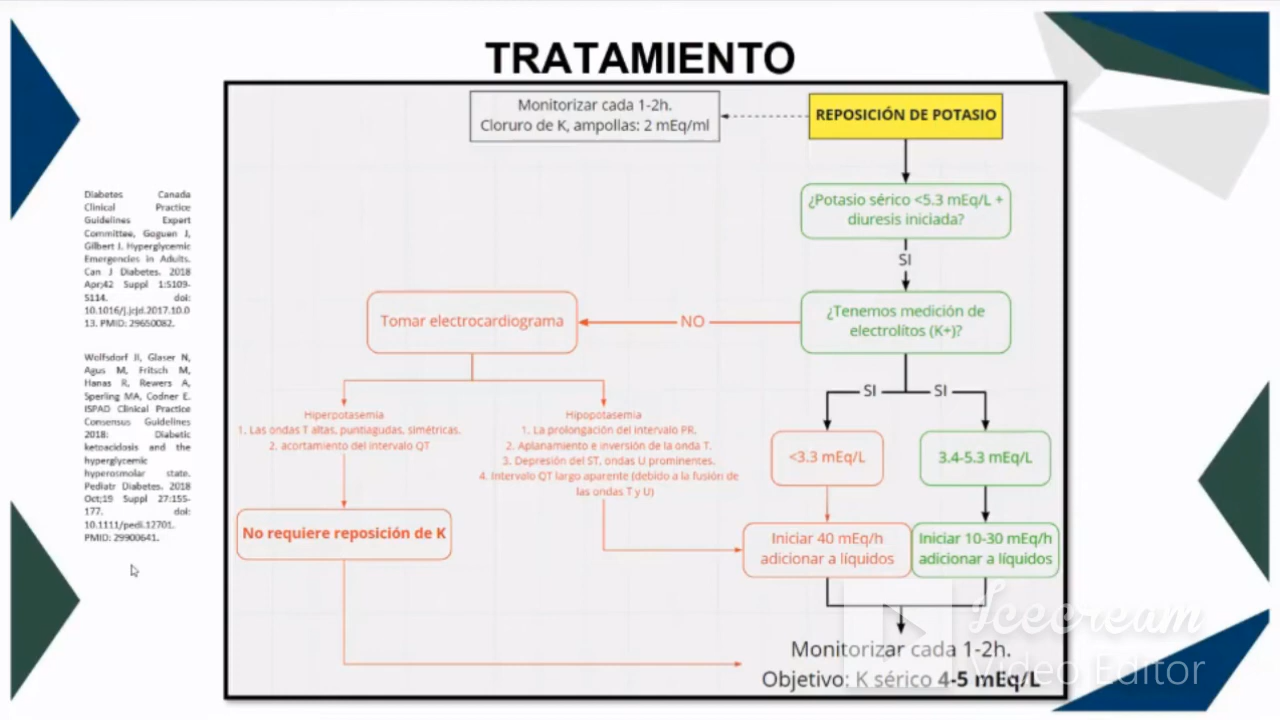 TRATAMIENTO
Monitorizar cada 1-2h.
Cloruro de K, ampollas: 2 mEq/ml
REPOSICIÓN DE POTASIO
¿Potasio sérico <5.3 mEq/L +
diuresis iniciada?
SI
¿Tenemos medición de
electrolitos (K+)?
NO
Tomar electrocardiograma
SI
SI
Hiperpotasemia
1. Las ondas T altas, puntiagudas, simétricas.
2. acortamiento del intervalo QT
Hipopotasemia
1. La prolongación del intervalo PR.
2. Aplanamiento e inversión de la onda T.
3. Depresión del ST, ondas U prominentes.
4. Intervalo QT largo aparente (debido a la fusión de
las ondas T y U)
<3.3 mEq/L
3.4-5.3 mEq/L
No requiere reposición de K
Iniciar 40 mEq/h
adicionar a líquidos
Iniciar 10-30 mEq/h
adicionar a líquidos
Monitorizar cada 1-2h.
Objetivo: K sérico 4-5 mEq/L
Diabetes Canada
Clinical Practice
Guidelines Expert
Committee, Goguen J,
Gilbert J. Hyperglycemic
Emergencies in Adults.
Can J Diabetes. 2018
Apr;42 Suppl 1:S109-
S114. doi:
10.1016/j.jcjd.2017.10.0
13. PMID: 29650082.
Wolfsdorf JI, Glaser N,
Agus M, Fritsch M,
Hanas R, Rewers A,
Sperling MA, Codner E.
ISPAD Clinical Practice
Consensus Guidelines
2018: Diabetic
ketoacidosis and the
hyperglycemic
hyperosmolar state.
Pediatr Diabetes. 2018
Oct;19 Suppl 27:155-
177. doi:
10.1111/pedi.12701.
PMID: 29900641.
Icecream
Video Editor